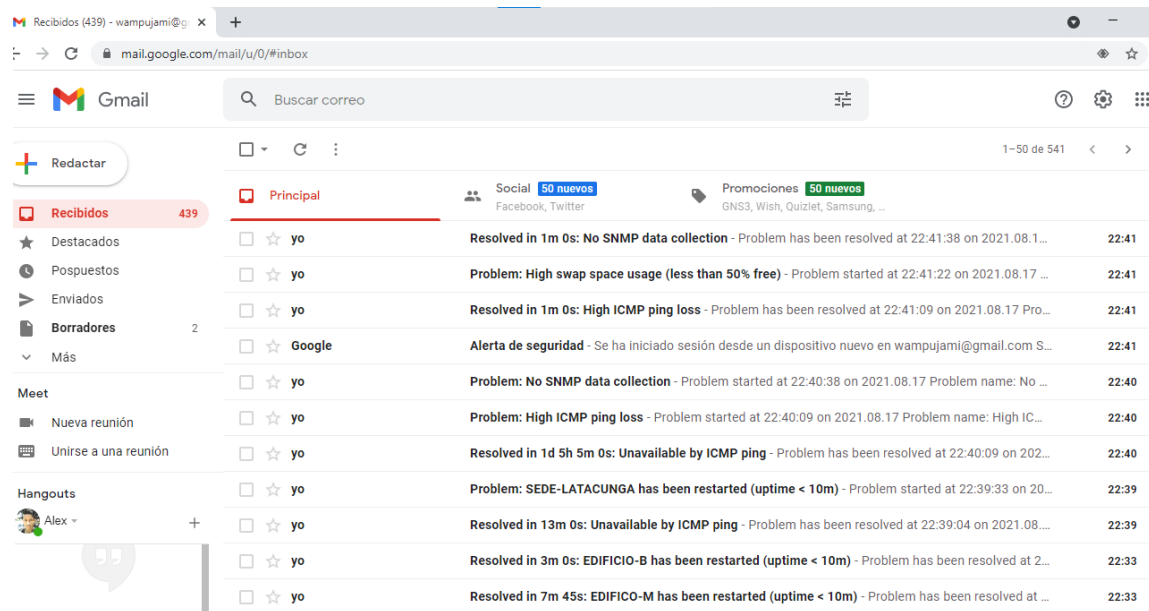 Recibidos (439) - wampujami@g
mail.google.com/mail/u/0/#inbox
Gmail
Buscar correo
Redactar
1–50 de 541
Recibidos 439
Destacados
Pospuestos
Enviados
Borradores 2
Más
Meet
Nueva reunión
Unirse a una reunión
Hangouts
Alex
Principal
Social 50 nuevos
Facebook, Twitter
Promociones 50 nuevos
GNS3, Wish, Quizlet, Samsung, ...
yo Resolved in 1m 0s: No SNMP data collection - Problem has been resolved at 22:41:38 on 2021.08.1... 22:41
yo Problem: High swap space usage (less than 50% free) - Problem started at 22:41:22 on 2021.08.17 ... 22:41
yo Resolved in 1m 0s: High ICMP ping loss - Problem has been resolved at 22:41:09 on 2021.08.17 Pro... 22:41
Google Alerta de seguridad - Se ha iniciado sesión desde un dispositivo nuevo en wampujami@gmail.com S... 22:41
yo Problem: No SNMP data collection - Problem started at 22:40:38 on 2021.08.17 Problem name: No ... 22:40
yo Problem: High ICMP ping loss - Problem started at 22:40:09 on 2021.08.17 Problem name: High IC... 22:40
yo Resolved in 1d 5h 5m 0s: Unavailable by ICMP ping - Problem has been resolved at 22:40:09 on 202... 22:40
yo Problem: SEDE-LATACUNGA has been restarted (uptime < 10m) - Problem started at 22:39:33 on 20... 22:39
yo Resolved in 13m 0s: Unavailable by ICMP ping - Problem has been resolved at 22:39:04 on 2021.08.... 22:39
yo Resolved in 3m 0s: EDIFICIO-B has been restarted (uptime < 10m) - Problem has been resolved at 2... 22:33
yo Resolved in 7m 45s: EDIFICO-M has been restarted (uptime < 10m) - Problem has been resolved at ... 22:33